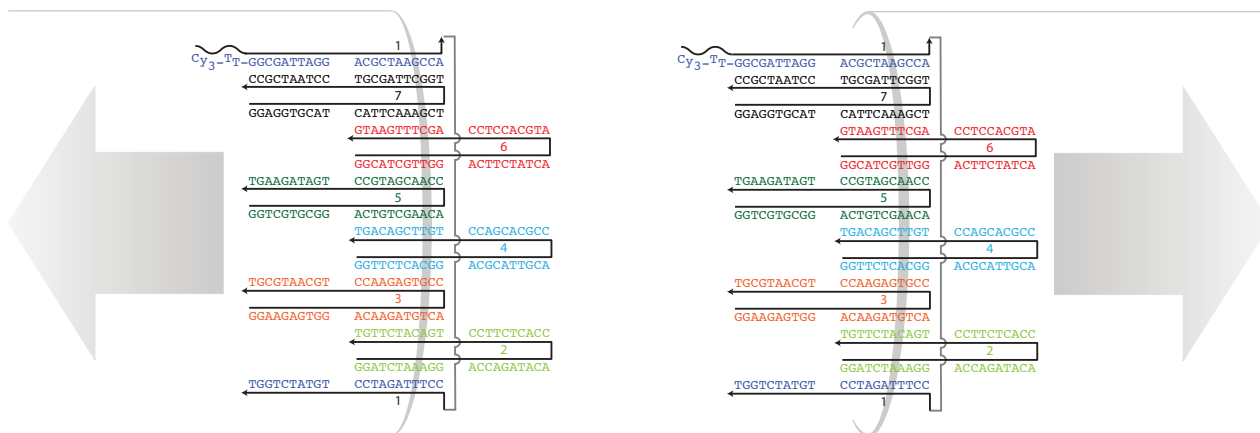 1
Cy3-TT-GGCGATTAGG ACGCTAAGCCA
CCGCTAATCC TGCGATTCGGT
7
GGAGGTGCAT CATTCAAAGCT
GTAAGTTTCGA CCTCCACGTA
6
GGCATCGTTGG ACTTCTATCA
TGAAGATAGT CCGTAGCAACC
5
GGTCGTGCGG ACTGTCGAACA
TGACAGCTTGT CCAGCACGCC
4
GGTTCTCACGG ACGCATTGCA
TGCGTAACGT CCAAGAGTGCC
3
GGAAGAGTGG ACAAGATGTCA
TGTTCTACAGT CCTTCTCACC
2
GGATCTAAAGG ACCAGATACA
TGGTCTATGT CCTAGATTTCC
1
1
Cy3-TT-GGCGATTAGG ACGCTAAGCCA
CCGCTAATCC TGCGATTCGGT
7
GGAGGTGCAT CATTCAAAGCT
GTAAGTTTCGA CCTCCACGTA
6
GGCATCGTTGG ACTTCTATCA
TGAAGATAGT CCGTAGCAACC
5
GGTCGTGCGG ACTGTCGAACA
TGACAGCTTGT CCAGCACGCC
4
GGTTCTCACGG ACGCATTGCA
TGCGTAACGT CCAAGAGTGCC
3
GGAAGAGTGG ACAAGATGTCA
TGTTCTACAGT CCTTCTCACC
2
GGATCTAAAGG ACCAGATACA
TGGTCTATGT CCTAGATTTCC
1